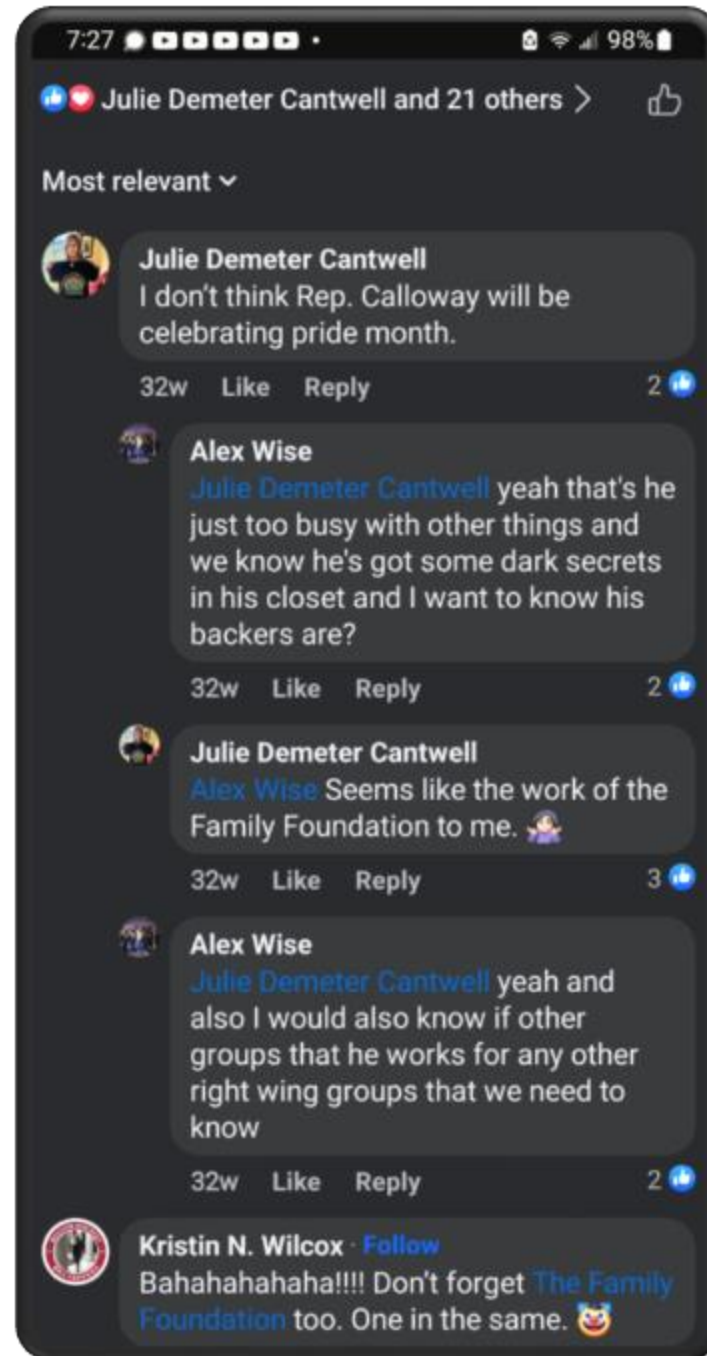 7:27 98%
Julie Demeter Cantwell and 21 others
Most relevant
Julie Demeter Cantwell
I don't think Rep. Calloway will be
celebrating pride month.
32w Like Reply 2
Alex Wise
Julie Demeter Cantwell yeah that's he
just too busy with other things and
we know he's got some dark secrets
in his closet and I want to know his
backers are?
32w Like Reply 2
Julie Demeter Cantwell
Alex Wise Seems like the work of the
Family Foundation to me. 🤷🏻‍♀️
32w Like Reply 3
Alex Wise
Julie Demeter Cantwell yeah and
also I would also know if other
groups that he works for any other
right wing groups that we need to
know
32w Like Reply 2
Kristin N. Wilcox · Follow
Bahahahahaha!!!! Don't forget The Family
Foundation too. One in the same. 🤡